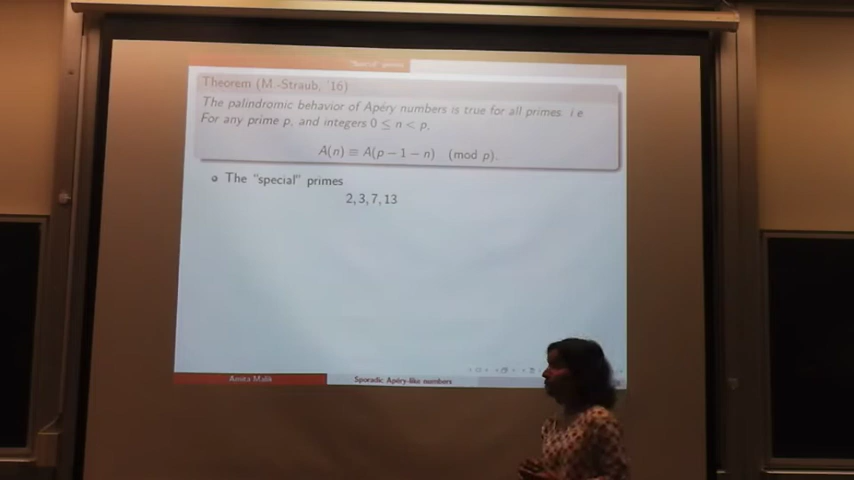 "Special" primes
Theorem (M.-Straub, '16)
The palindromic behavior of Apéry numbers is true for all primes. i.e
For any prime p, and integers 0 ≤ n < p,
A(n) ≡ A(p − 1 − n) (mod p).
The "special" primes
2, 3, 7, 13
Amita Malik
Sporadic Apéry-like numbers